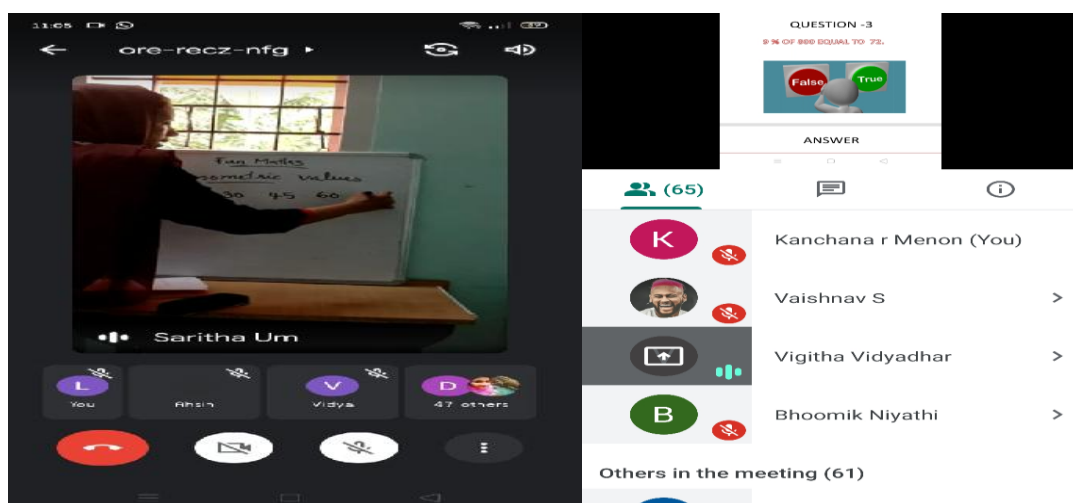 11:05
ore-recz-nfg
Fun Maths
nometric values
30 45 60
Saritha Um
You
Ahsin
Vidya
47 others
L
V
D
QUESTION -3
9 % OF 800 EQUAL TO 72.
False
True
ANSWER
(65)
K
Kanchana r Menon (You)
Vaishnav S
Vigitha Vidyadhar
B
Bhoomik Niyathi
Others in the meeting (61)